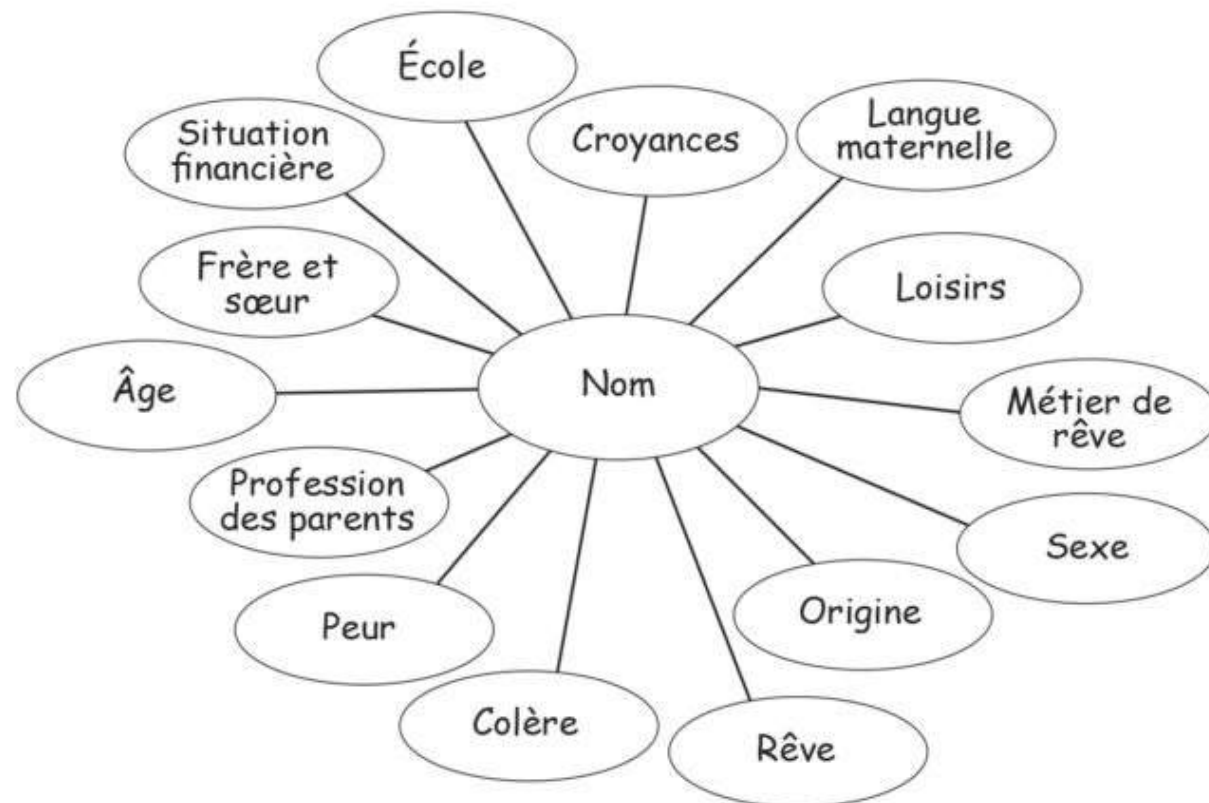 École
Croyances
Langue
maternelle
Situation
financière
Frère et
sœur
Loisirs
Âge
Nom
Métier de
rêve
Profession
des parents
Sexe
Peur
Origine
Colère
Rêve